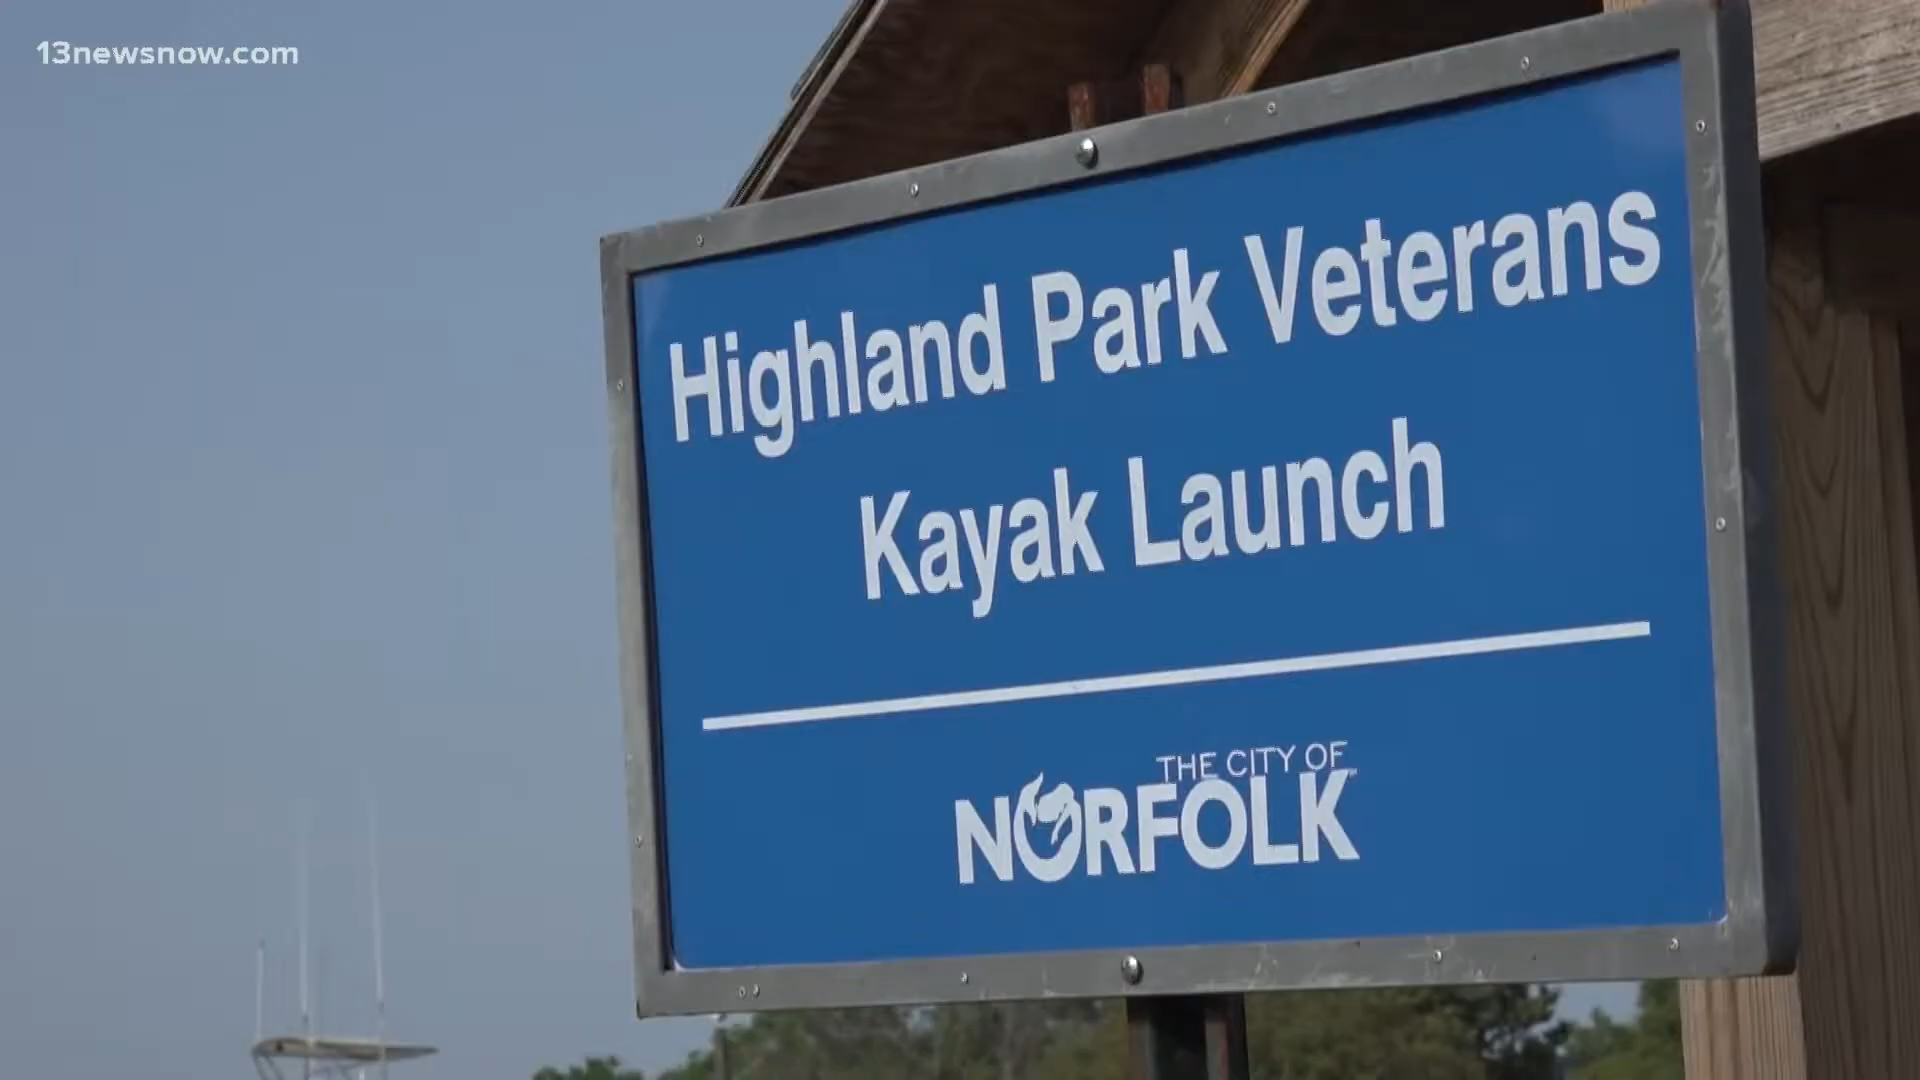 13newsnow.com
Highland Park Veterans
Kayak Launch
THE CITY OF
NORFOLK